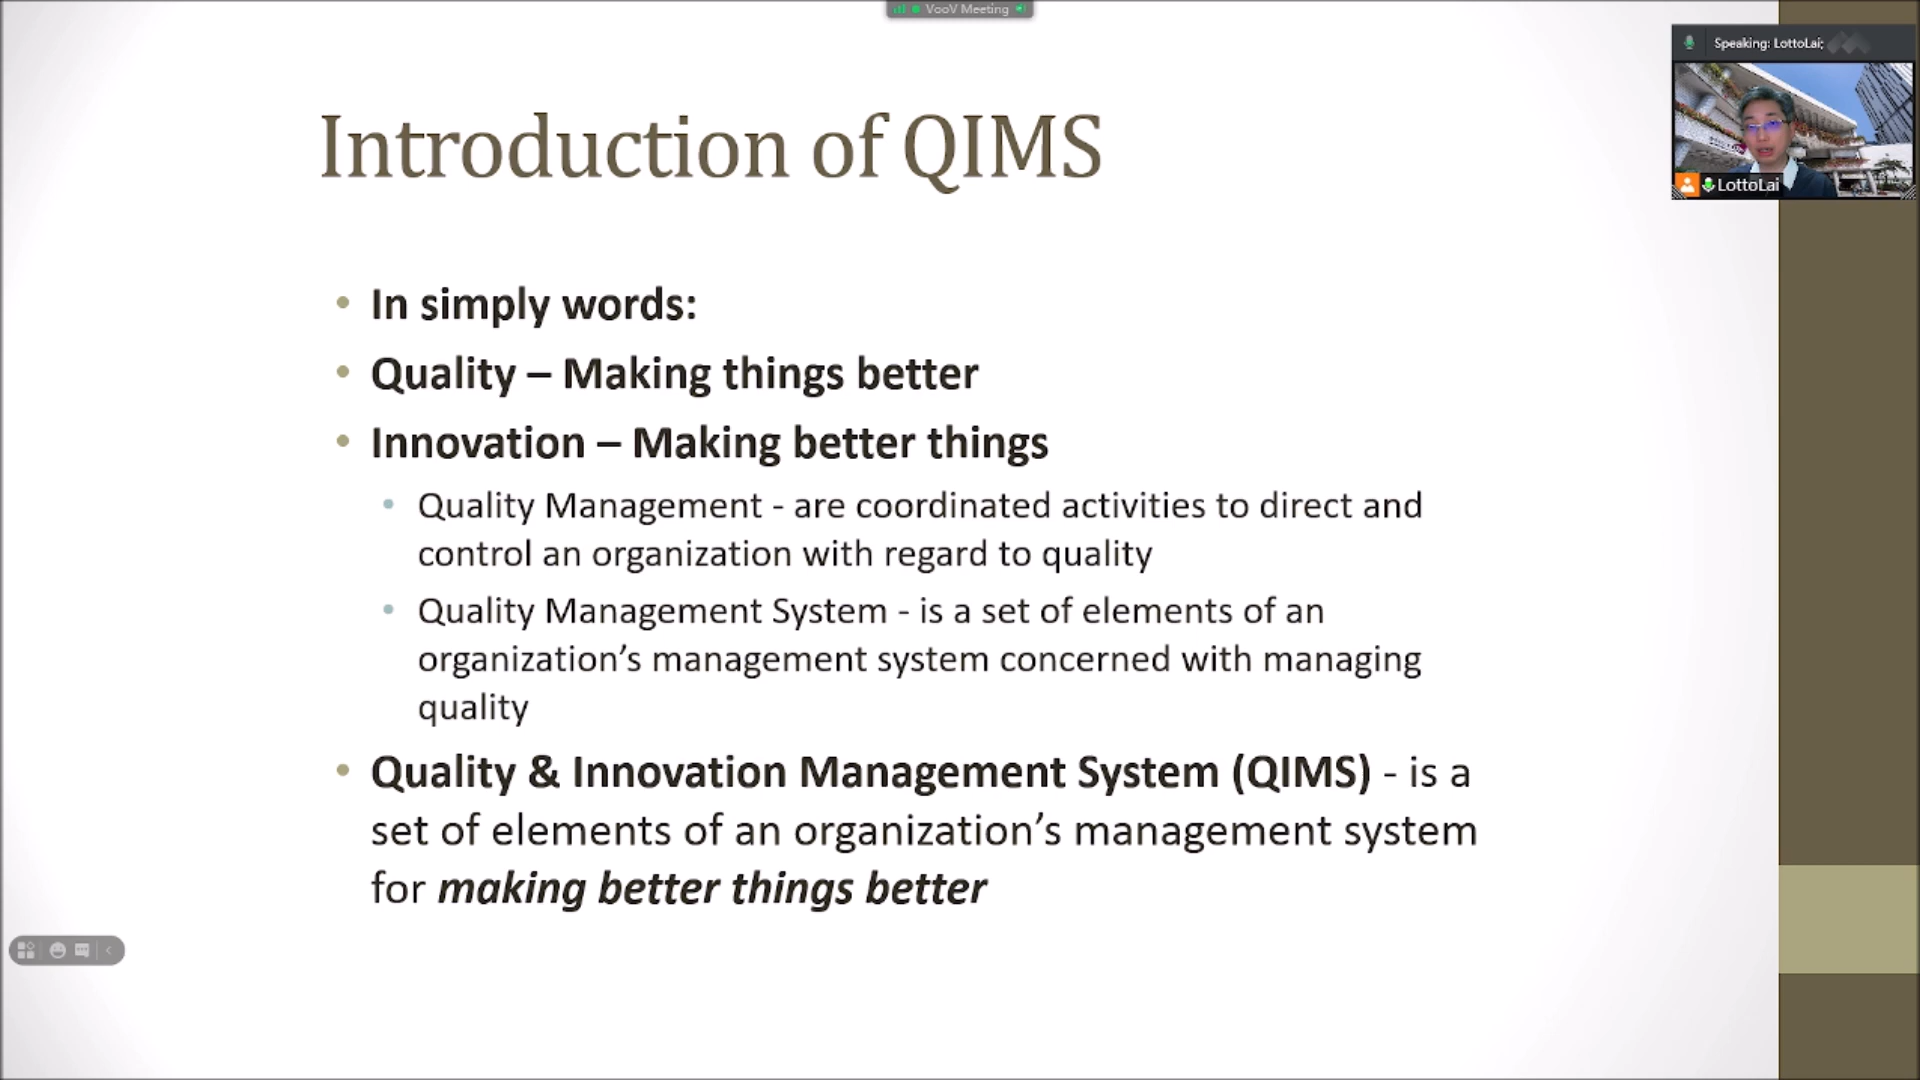 VooV Meeting
Speaking: LottoLai;
LottoLai
Introduction of QIMS
• In simply words:
• Quality – Making things better
• Innovation – Making better things
• Quality Management - are coordinated activities to direct and
control an organization with regard to quality
• Quality Management System - is a set of elements of an
organization’s management system concerned with managing
quality
• Quality & Innovation Management System (QIMS) - is a
set of elements of an organization’s management system
for making better things better